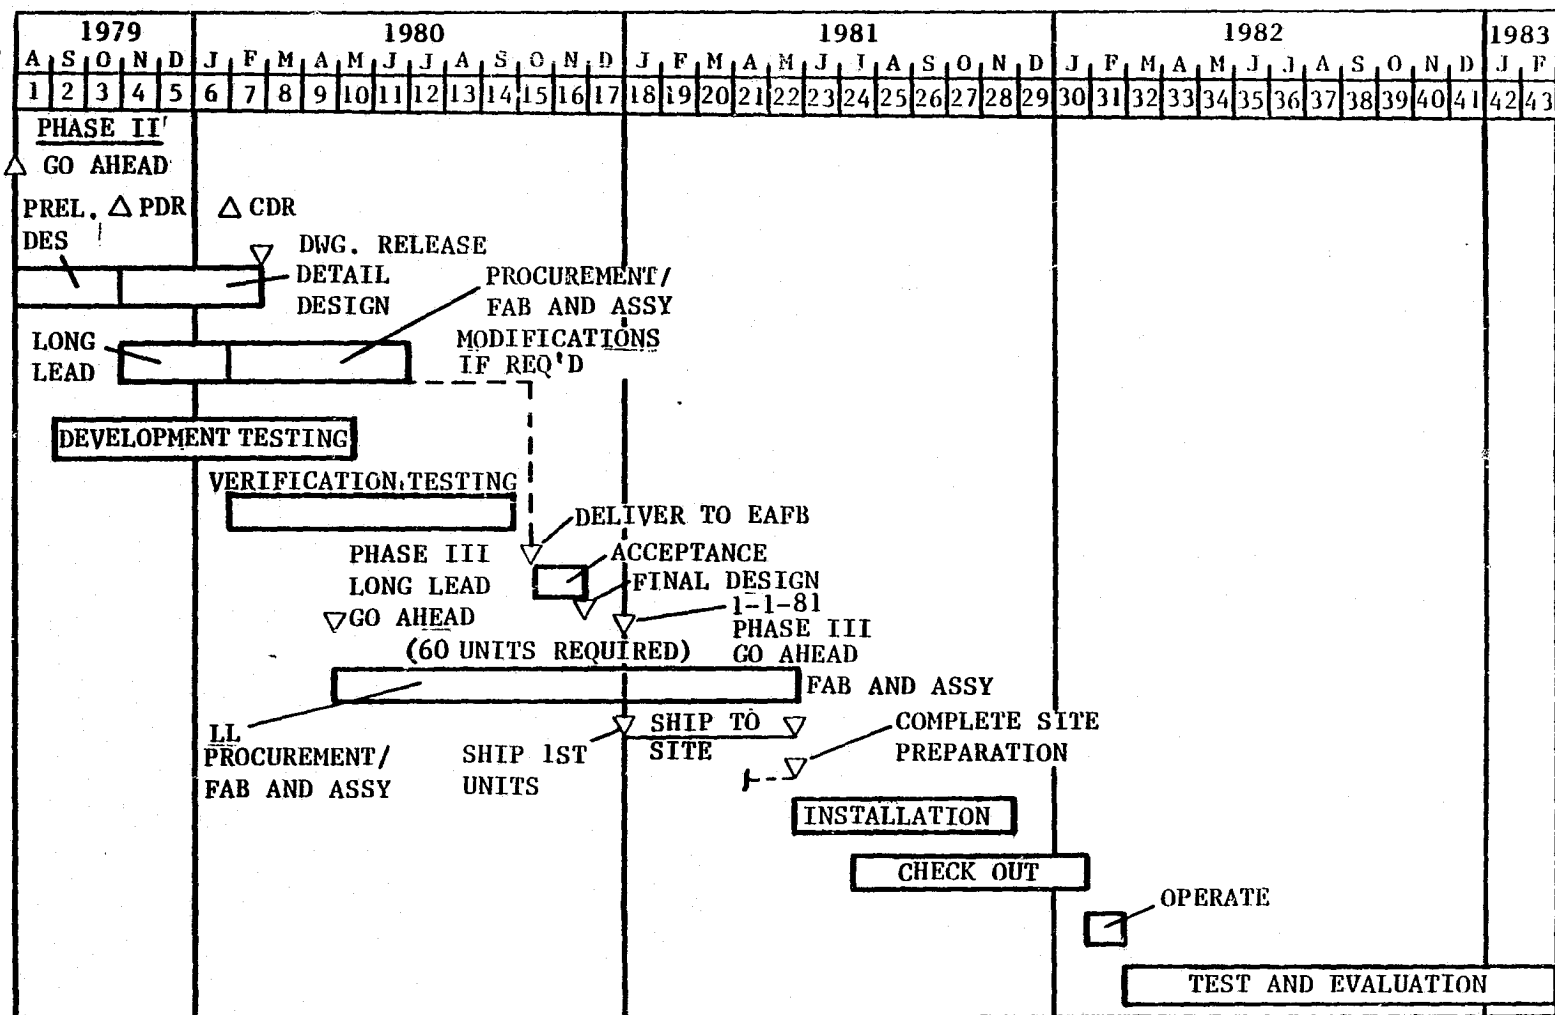 1979 1980 1981 1982 1983
A S O N D J F M A M J J A S O N D J F M A M J J A S O N D J F M A M J J A S O N D J F
1 2 3 4 5 6 7 8 9 10 11 12 13 14 15 16 17 18 19 20 21 22 23 24 25 26 27 28 29 30 31 32 33 34 35 36 37 38 39 40 41 42 43
PHASE II
GO AHEAD
PREL. PDR CDR
DES
DWG. RELEASE
DETAIL
DESIGN
PROCUREMENT/
FAB AND ASSY
LONG
LEAD
MODIFICATIONS
IF REQ'D
DEVELOPMENT TESTING
VERIFICATION TESTING
DELIVER TO EAFB
PHASE III
LONG LEAD
GO AHEAD
ACCEPTANCE
FINAL DESIGN
1-1-81
PHASE III
GO AHEAD
(60 UNITS REQUIRED)
FAB AND ASSY
LL
PROCUREMENT/
FAB AND ASSY
SHIP 1ST
UNITS
SHIP TO
SITE
COMPLETE SITE
PREPARATION
INSTALLATION
CHECK OUT
OPERATE
TEST AND EVALUATION